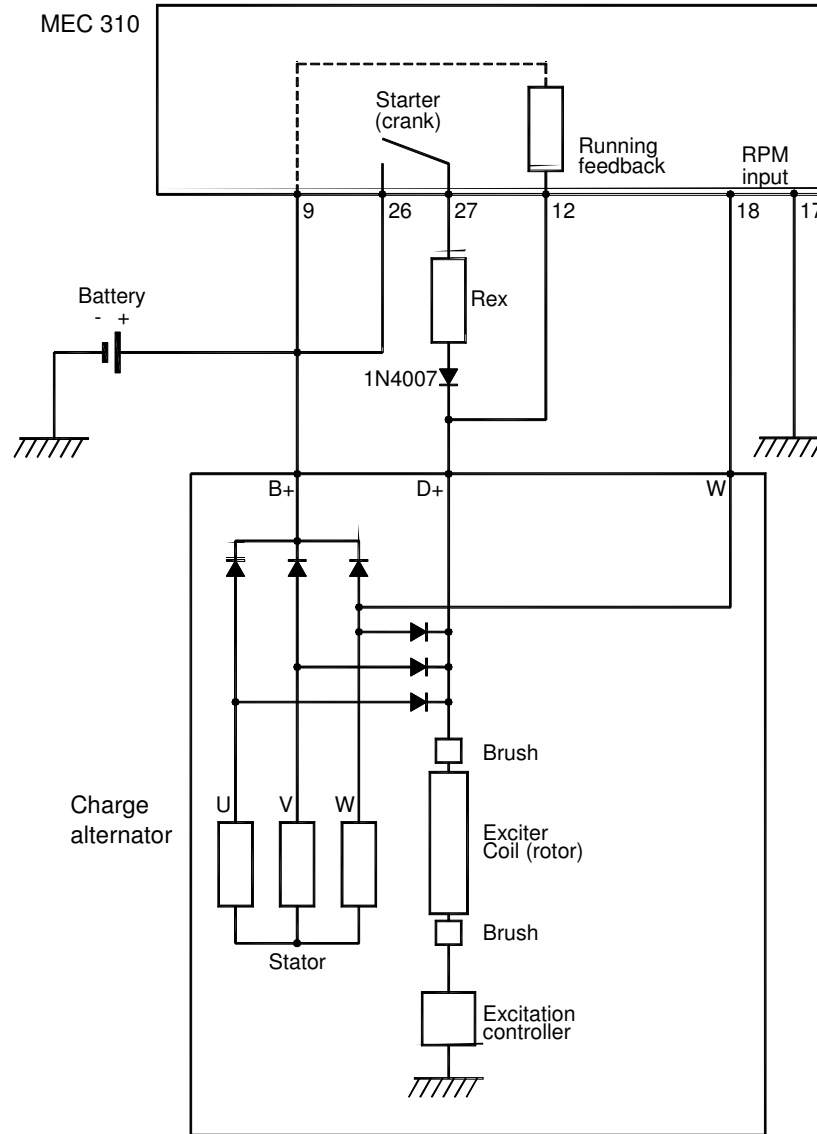 MEC 310
Starter
(crank)
Running
feedback
RPM
input
9
26
27
12
18
17
Battery
- +
Rex
1N4007
B+
D+
W
Brush
U
V
W
Charge
alternator
Exciter
Coil (rotor)
Brush
Stator
Excitation
controller